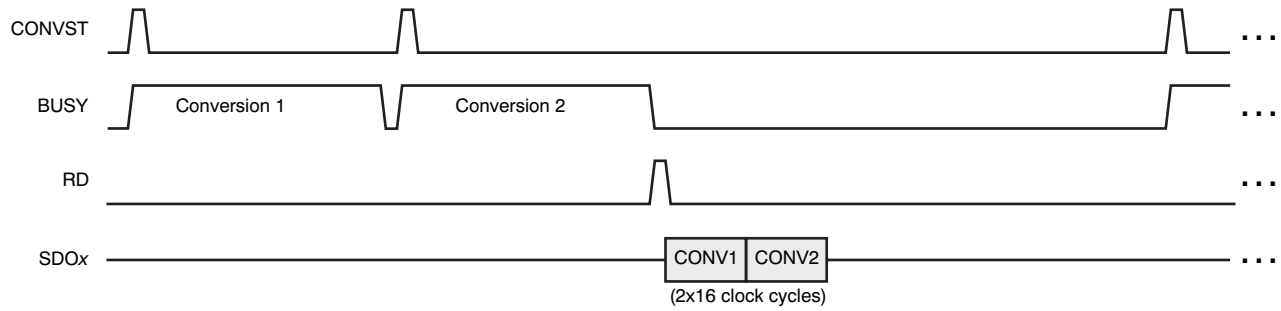 CONVST
BUSY
Conversion 1
Conversion 2
RD
SDOx
CONV1
CONV2
(2x16 clock cycles)